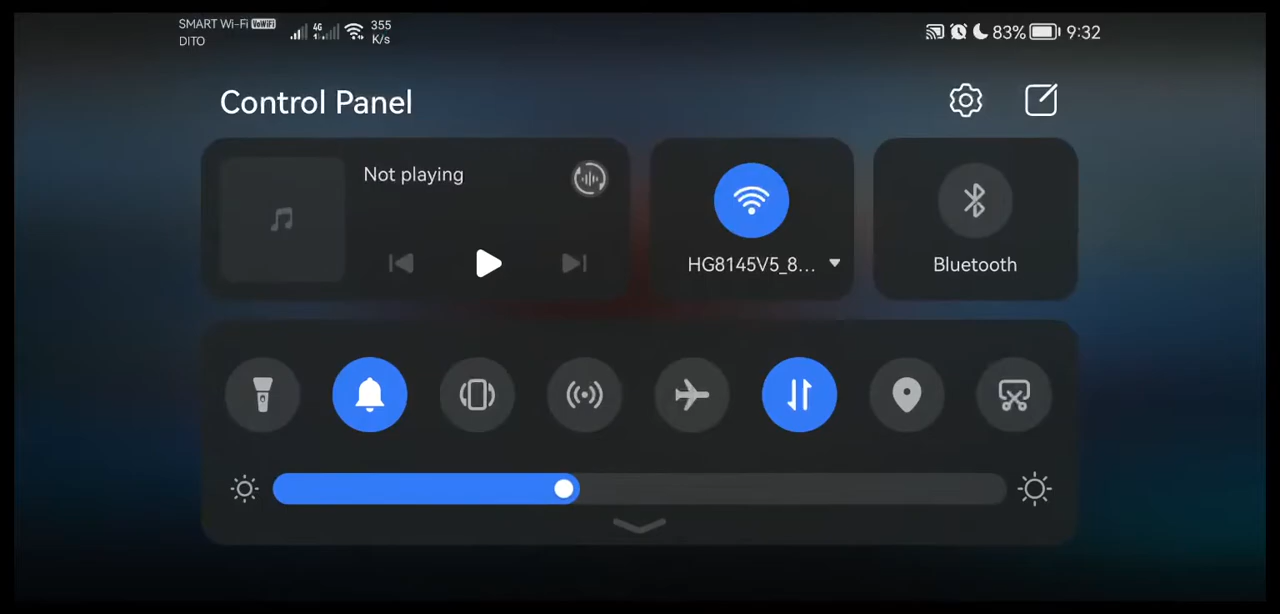 SMART Wi-Fi VoWiFi
DITO
4G
355
K/s
83%
9:32
Control Panel
Not playing
HG8145V5_8...
Bluetooth